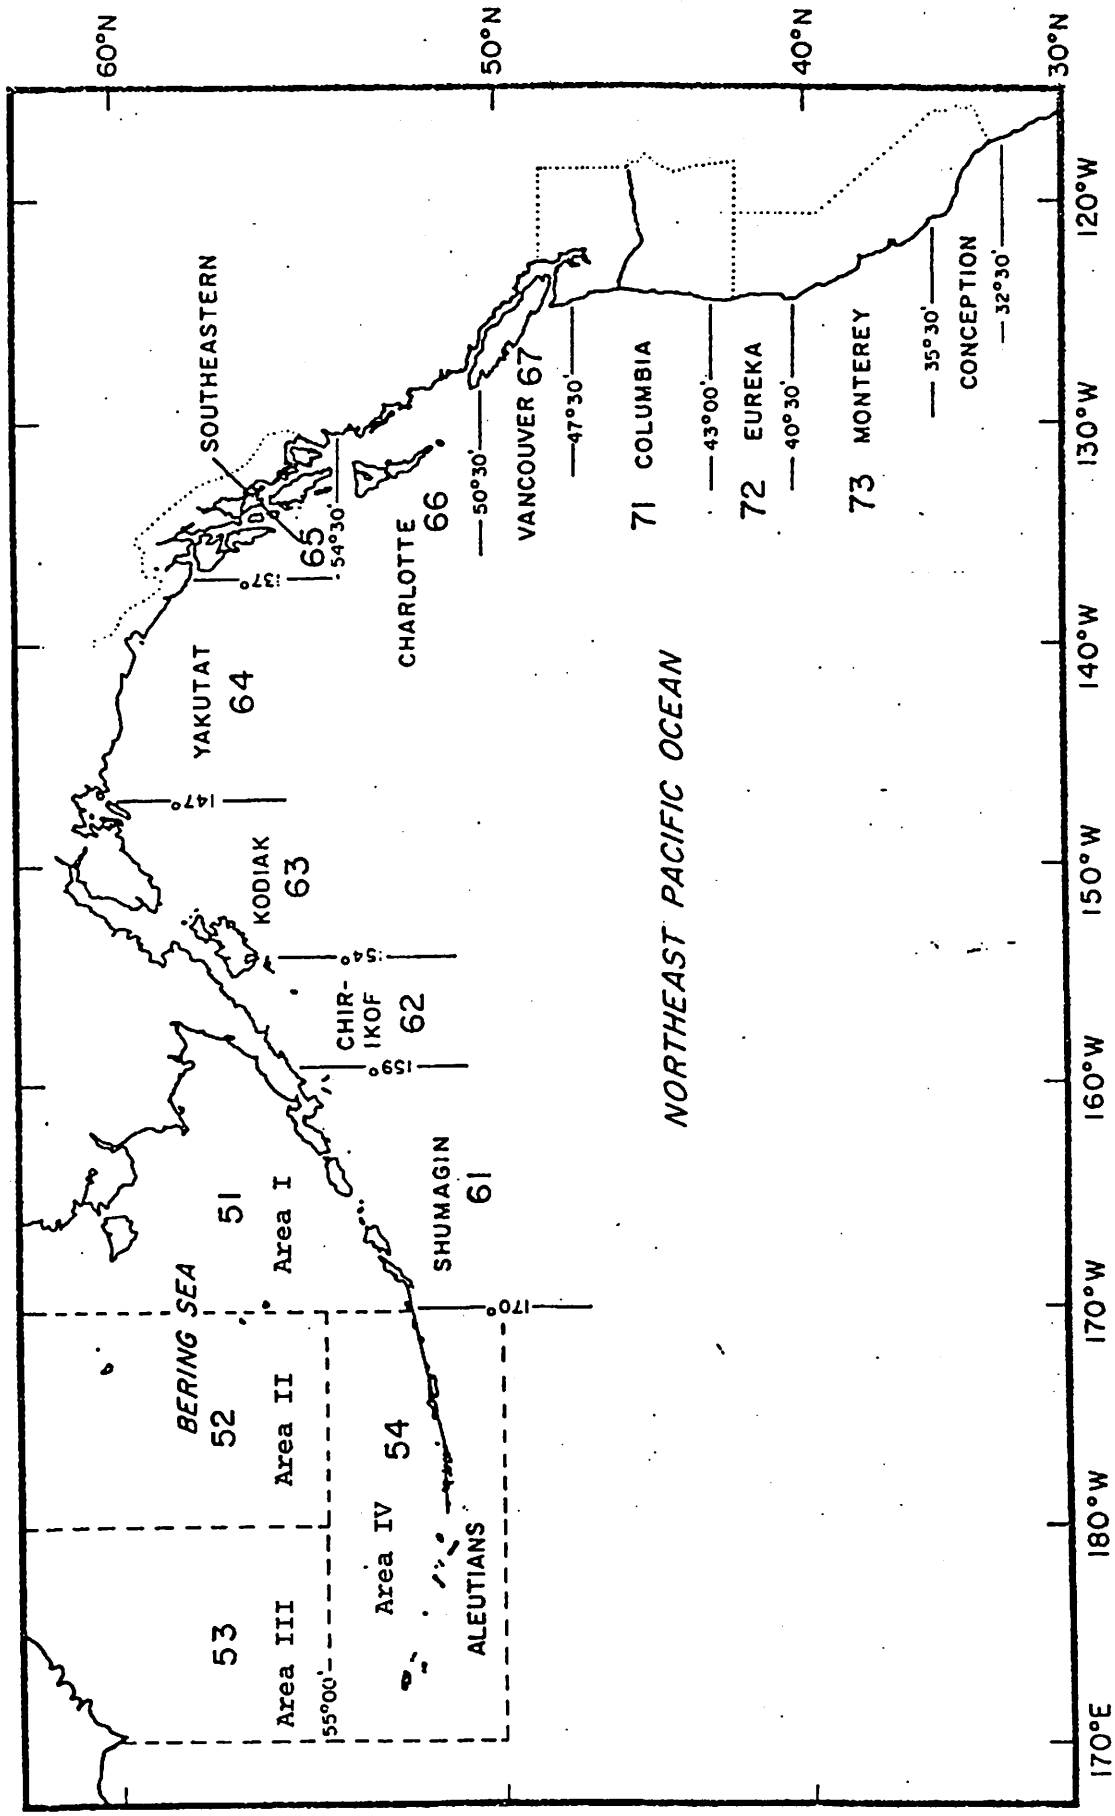 60°N
50°N
40°N
30°N
170°E
180°W
170°W
160°W
150°W
140°W
130°W
120°W
BERING SEA
53
Area III
52
Area II
51
Area I
55°00'
54
Area IV
ALEUTIANS
170°
SHUMAGIN
61
159°
CHIR-
IKOF
62
154°
KODIAK
63
147°
YAKUTAT
64
137°
SOUTHEASTERN
65
54°30'
CHARLOTTE
66
50°30'
VANCOUVER 67
47°30'
71 COLUMBIA
43°00'
72 EUREKA
40°30'
73 MONTEREY
35°30'
CONCEPTION
32°30'
NORTHEAST PACIFIC OCEAN